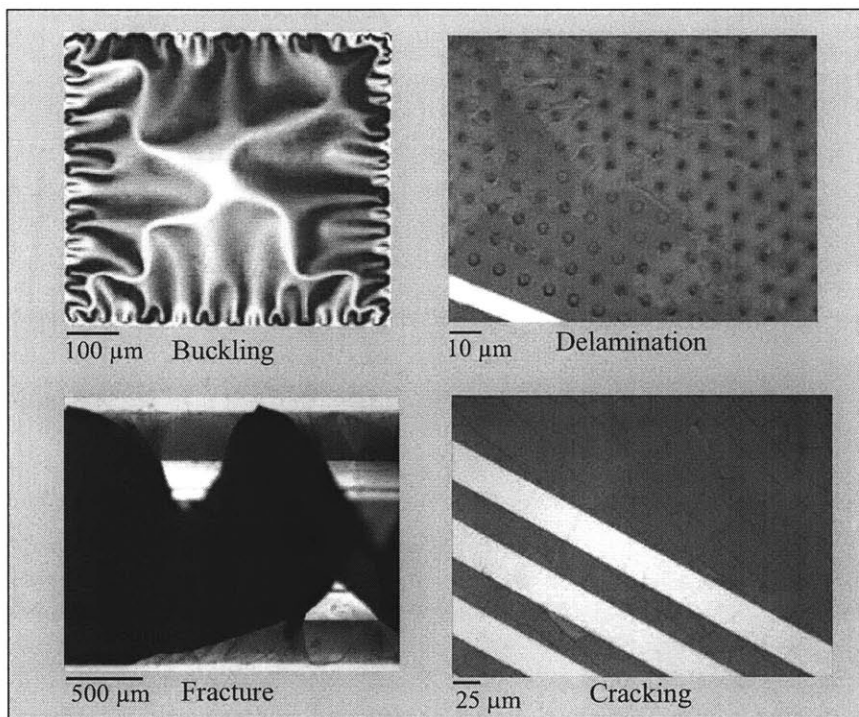 100 µm Buckling
10 µm Delamination
500 µm Fracture
25 µm Cracking